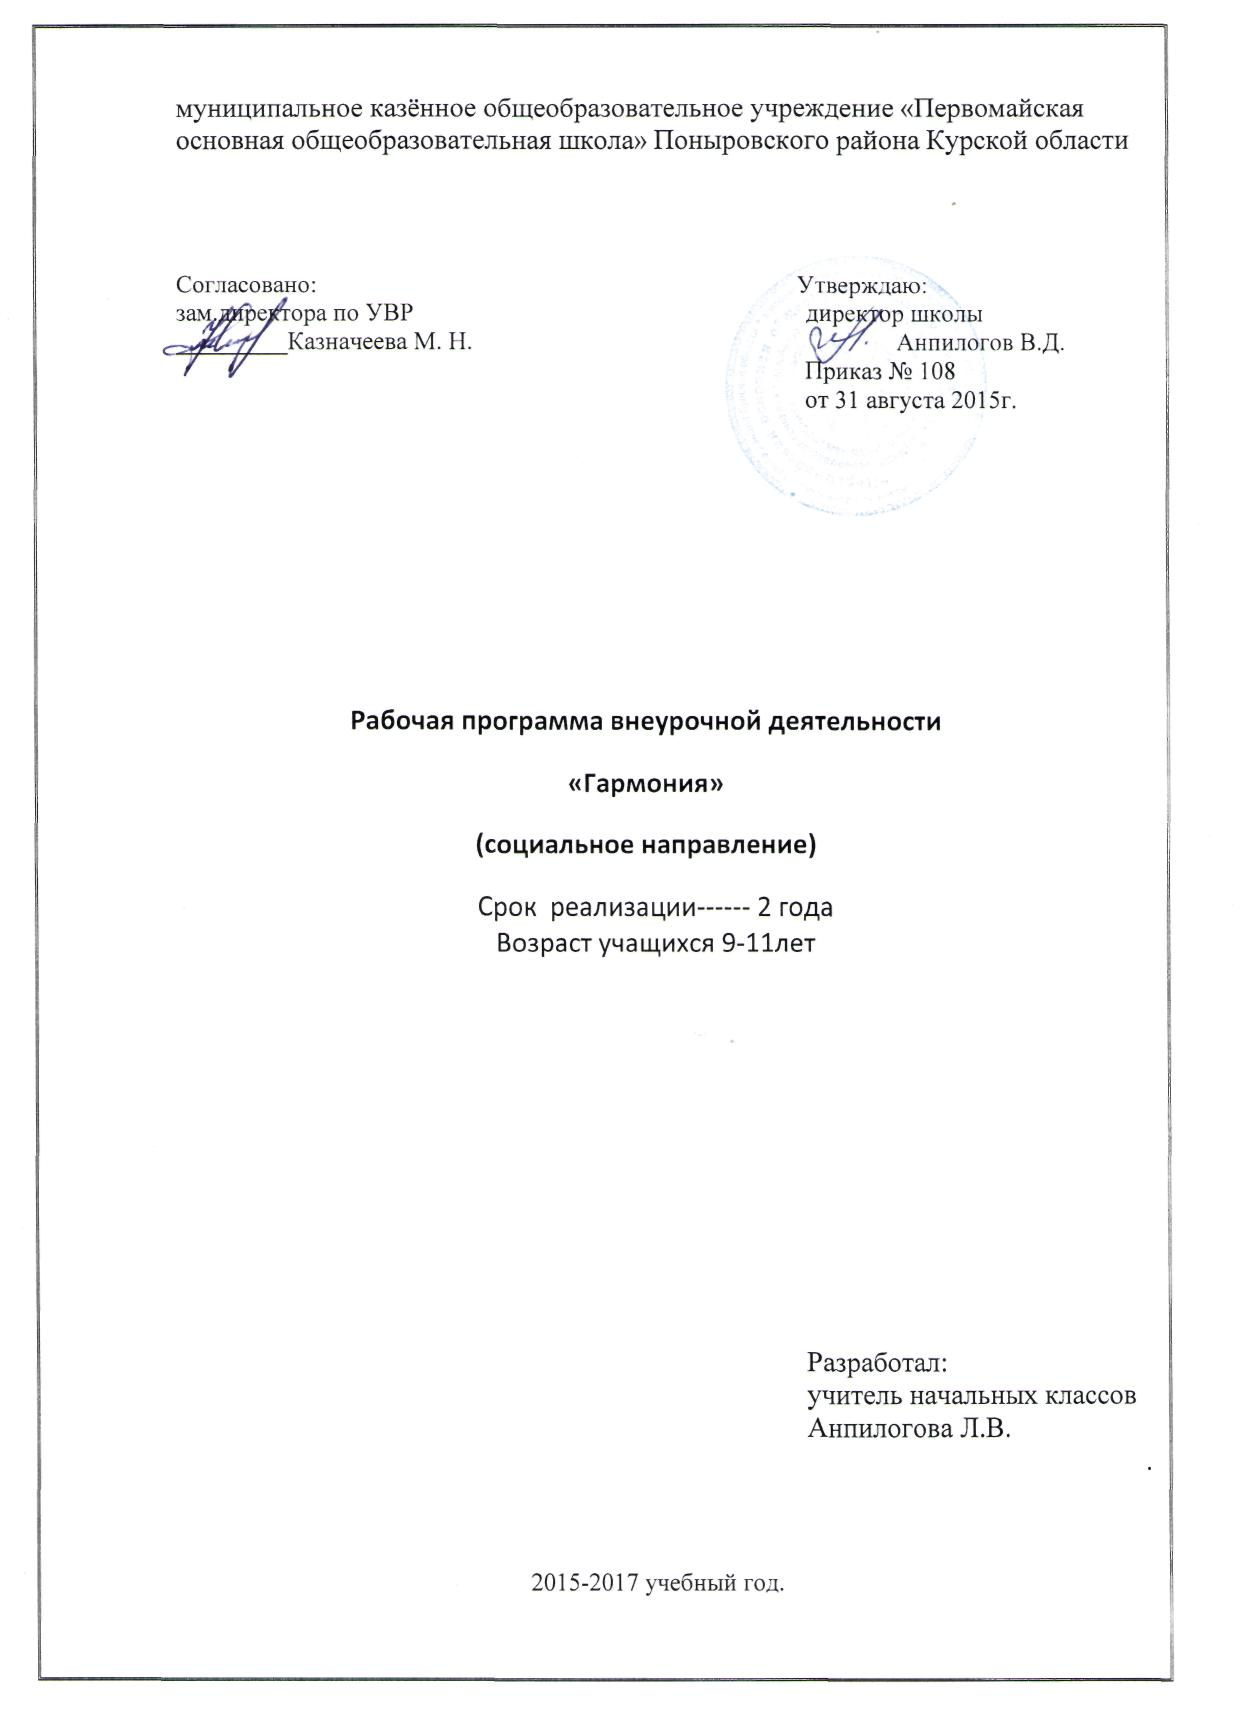 муниципальное казённое общеобразовательное учреждение «Первомайская
основная общеобразовательная школа» Поныровского района Курской области
Согласовано:
зам.директора по УВР
Казначеева М. Н.
Утверждаю:
директор школы
Анпилогов В.Д.
Приказ № 108
от 31 августа 2015г.
Рабочая программа внеурочной деятельности
«Гармония»
(социальное направление)
Срок  реализации------ 2 года
Возраст учащихся 9-11лет
Разработал:
учитель начальных классов
Анпилогова Л.В.
2015-2017 учебный год.